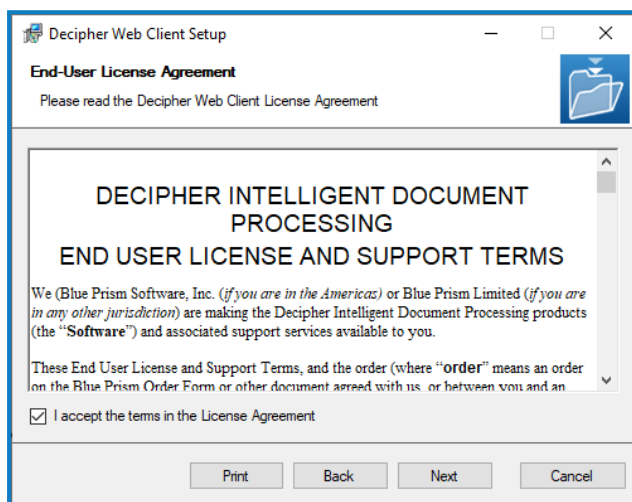 Decipher Web Client Setup
End-User License Agreement
Please read the Decipher Web Client License Agreement
DECIPHER INTELLIGENT DOCUMENT
PROCESSING
END USER LICENSE AND SUPPORT TERMS
We (Blue Prism Software, Inc. (if you are in the Americas) or Blue Prism Limited (if you are
in any other jurisdiction) are making the Decipher Intelligent Document Processing products
(the “Software”) and associated support services available to you.
These End User License and Support Terms, and the order (where “order” means an order
on the Blue Prism Order Form or other document agreed with us, or between you and an
I accept the terms in the License Agreement
Print Back Next Cancel